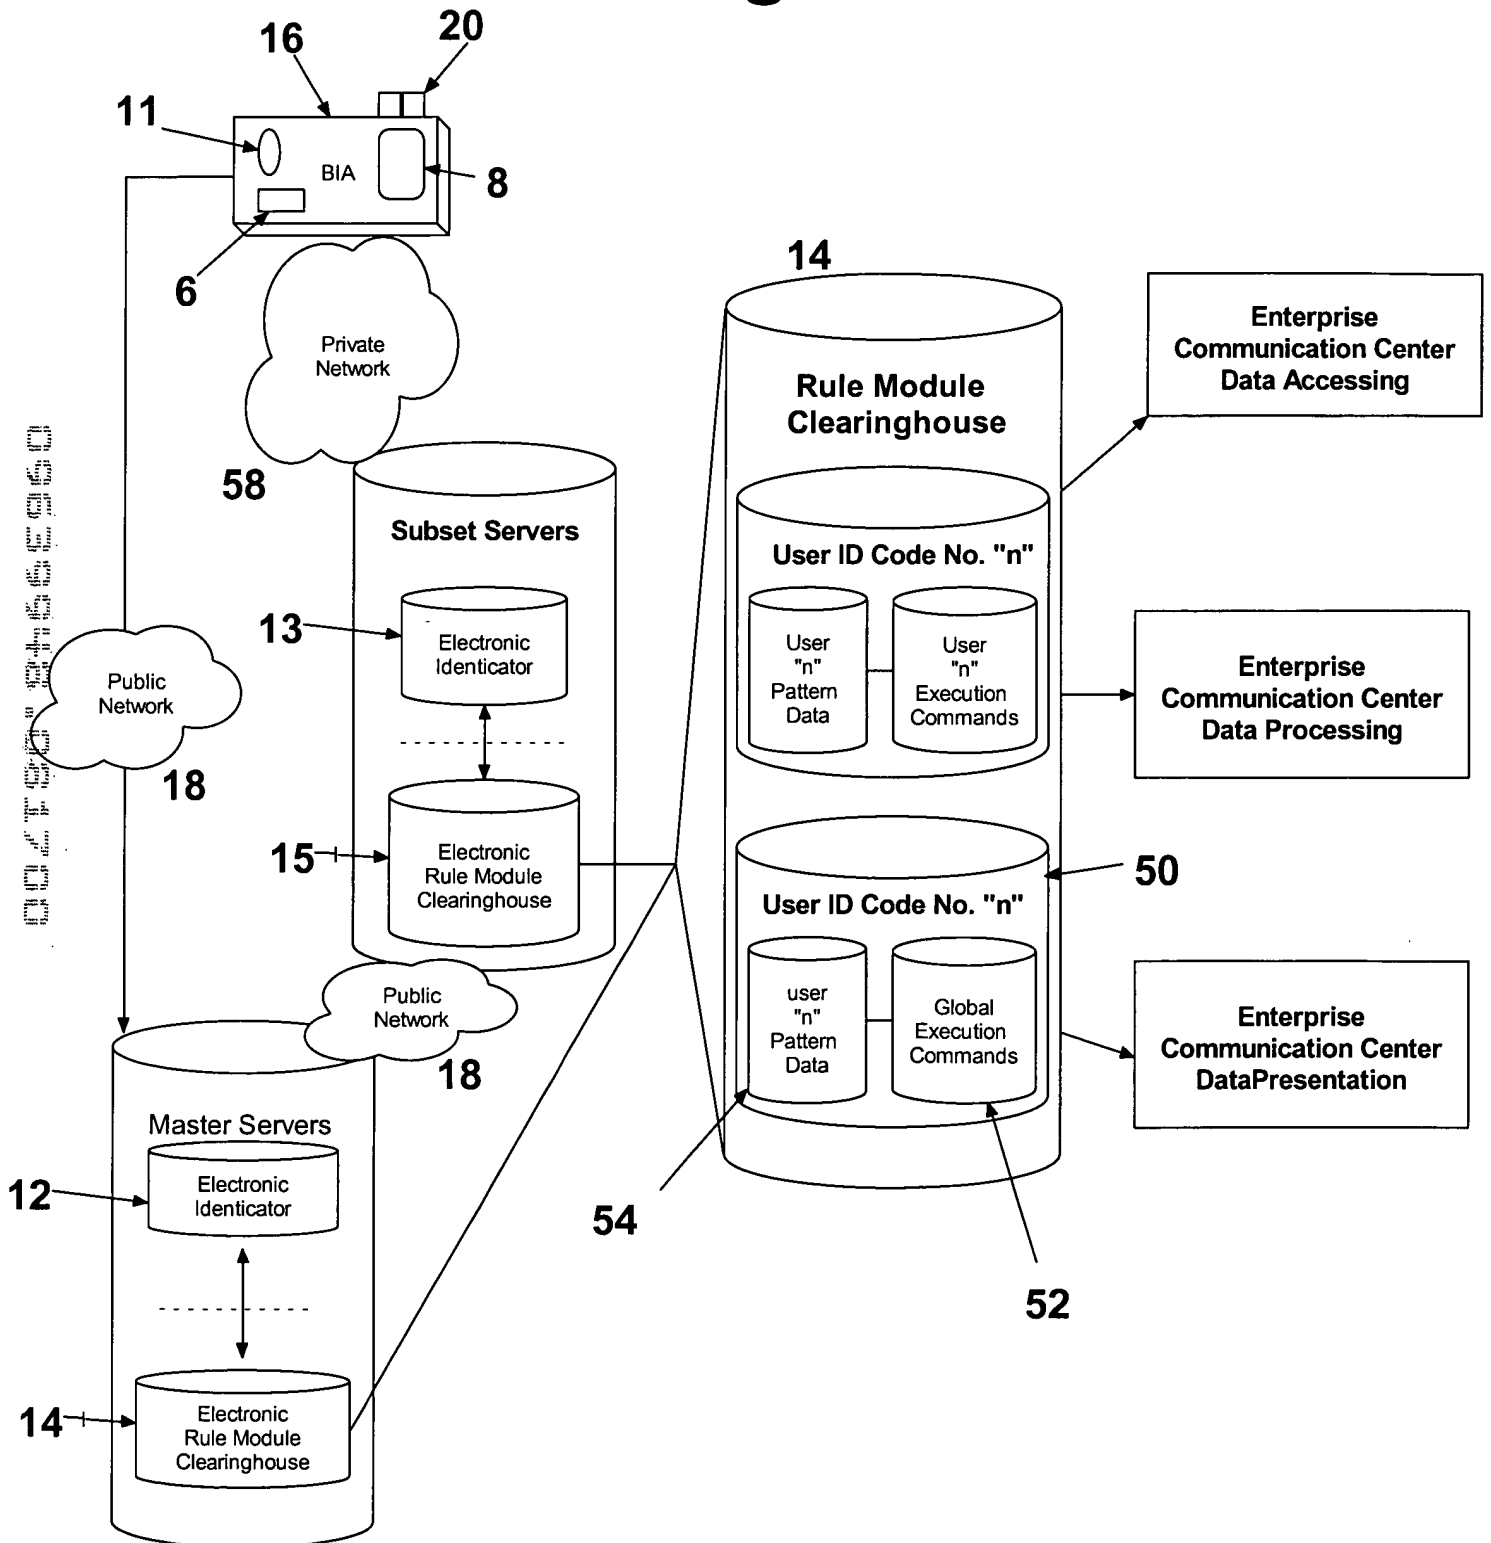 g
20
16
11
BIA
8
6
14
Private
Network
58
Enterprise
Communication Center
Data Accessing
Rule Module
Clearinghouse
Subset Servers
User ID Code No. "n"
13
Electronic
Identicator
User
"n"
Pattern
Data
User
"n"
Execution
Commands
Enterprise
Communication Center
Data Processing
Public
Network
18
15
Electronic
Rule Module
Clearinghouse
50
User ID Code No. "n"
user
"n"
Pattern
Data
Global
Execution
Commands
Enterprise
Communication Center
DataPresentation
Public
Network
18
Master Servers
12
Electronic
Identicator
54
52
14
Electronic
Rule Module
Clearinghouse